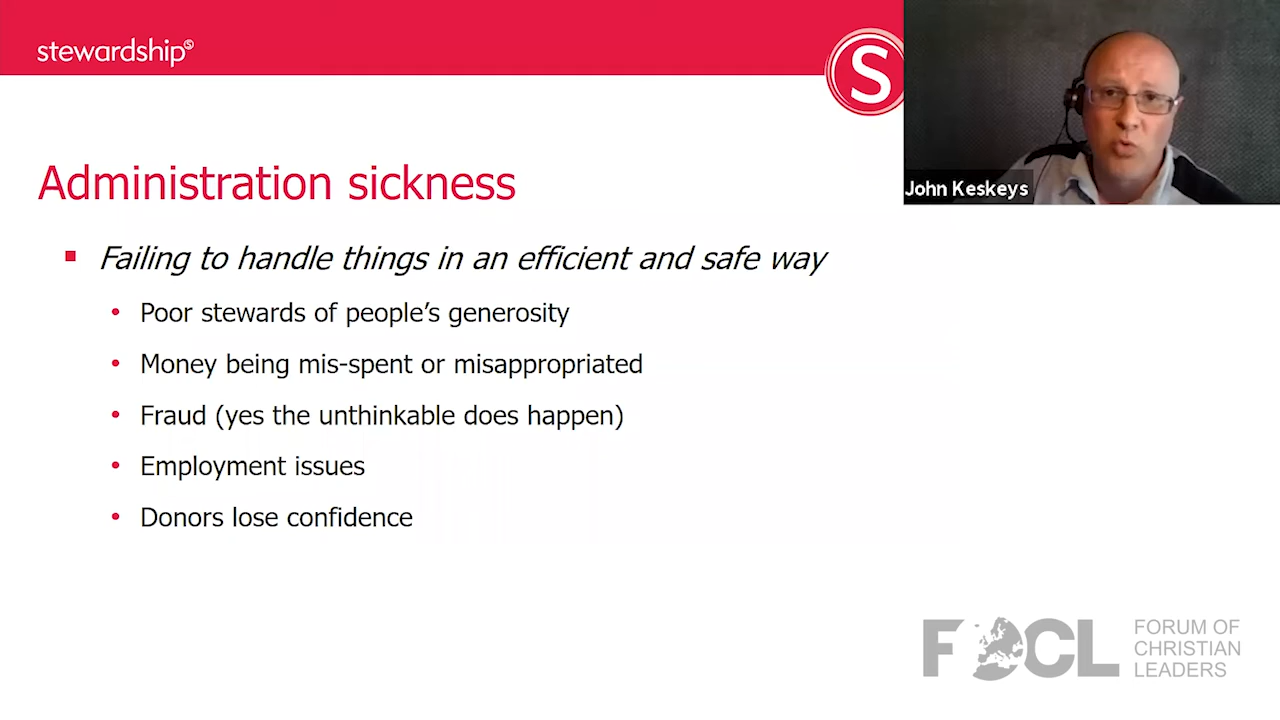 stewardship
S
John Keskeys
Administration sickness
Failing to handle things in an efficient and safe way
Poor stewards of people’s generosity
Money being mis-spent or misappropriated
Fraud (yes the unthinkable does happen)
Employment issues
Donors lose confidence
FOCL
FORUM OF
CHRISTIAN
LEADERS